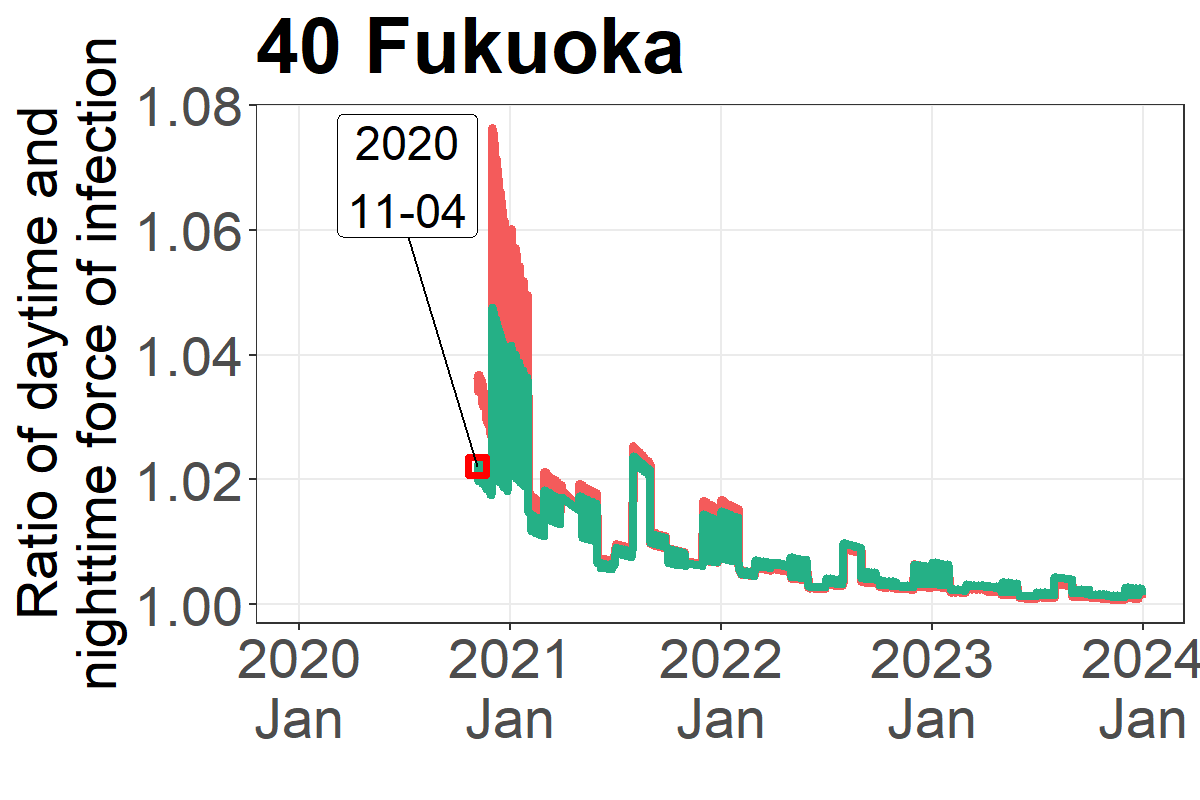 40 Fukuoka
Ratio of daytime and
nighttime force of infection
1.08
1.06
1.04
1.02
1.00
2020
11-04
2020
Jan
2021
Jan
2022
Jan
2023
Jan
2024
Jan